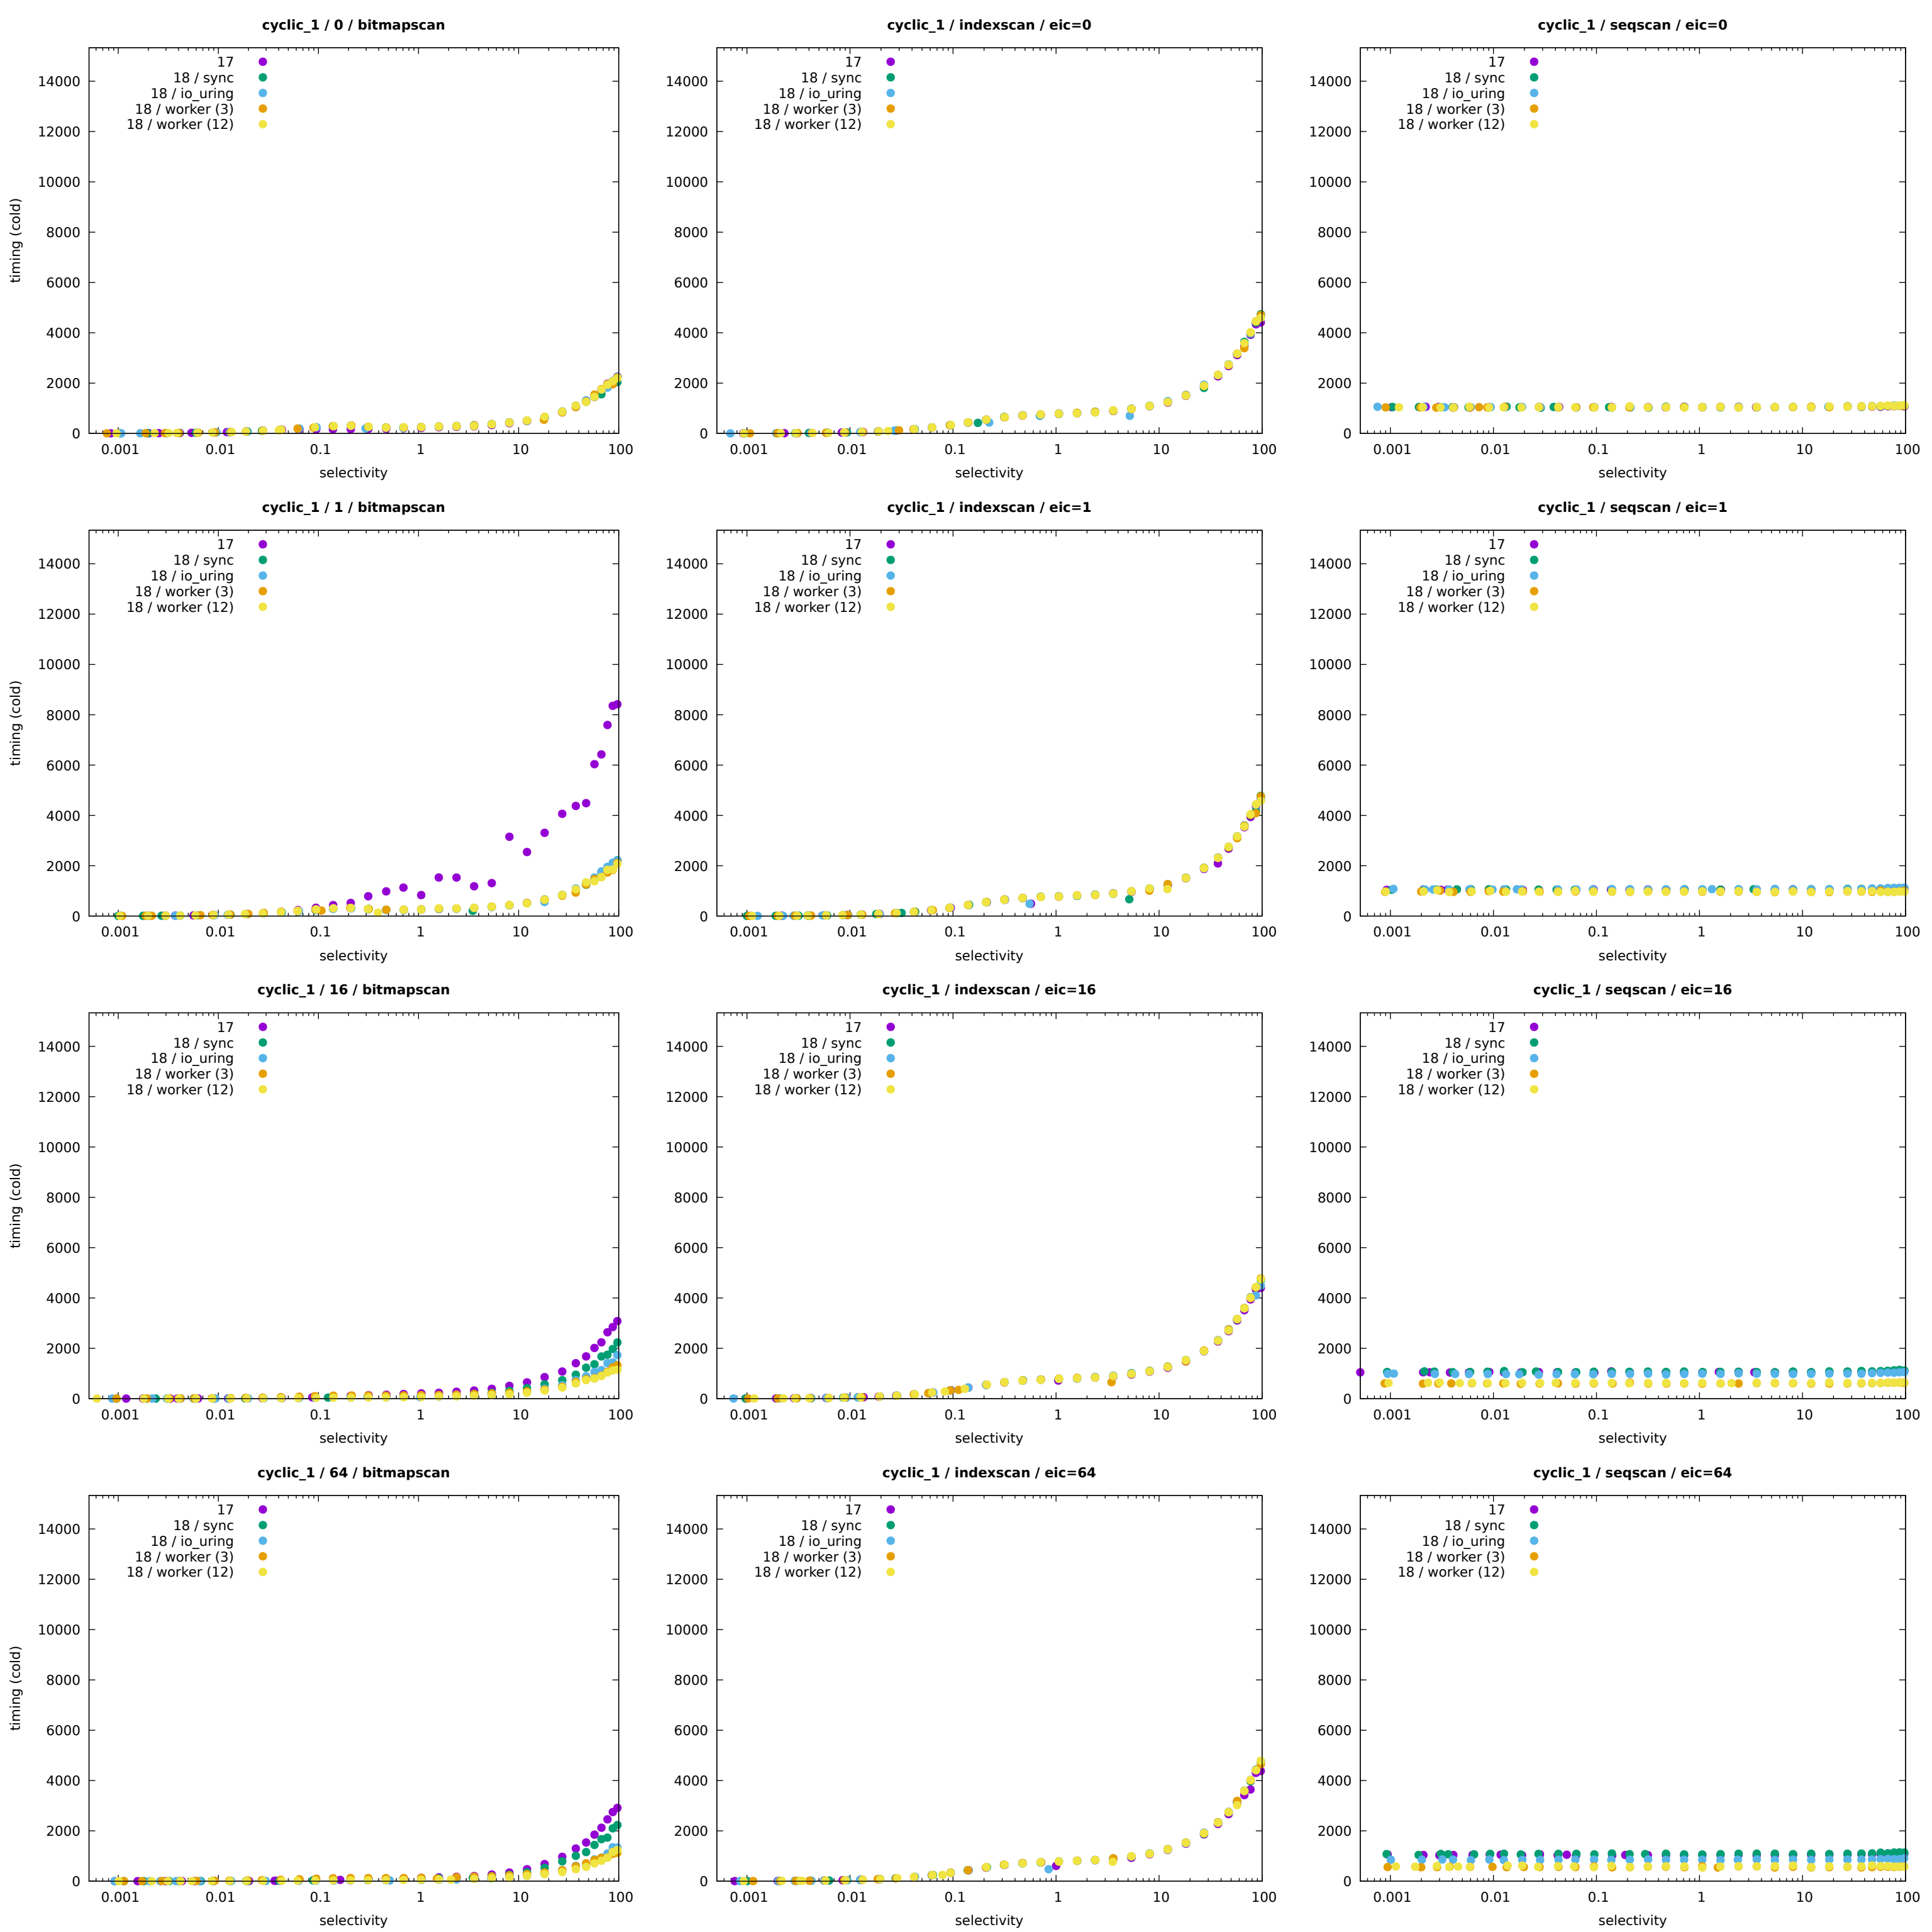 cyclic_1 / 0 / bitmapscan
timing (cold)
14000
12000
10000
8000
6000
4000
2000
0
17
18 / sync
18 / io_uring
18 / worker (3)
18 / worker (12)
0.001 0.01 0.1 1 10 100
selectivity
cyclic_1 / indexscan / eic=0
14000
12000
10000
8000
6000
4000
2000
0
17
18 / sync
18 / io_uring
18 / worker (3)
18 / worker (12)
0.001 0.01 0.1 1 10 100
selectivity
cyclic_1 / seqscan / eic=0
14000
12000
10000
8000
6000
4000
2000
0
17
18 / sync
18 / io_uring
18 / worker (3)
18 / worker (12)
0.001 0.01 0.1 1 10 100
selectivity
cyclic_1 / 1 / bitmapscan
timing (cold)
14000
12000
10000
8000
6000
4000
2000
0
17
18 / sync
18 / io_uring
18 / worker (3)
18 / worker (12)
0.001 0.01 0.1 1 10 100
selectivity
cyclic_1 / indexscan / eic=1
14000
12000
10000
8000
6000
4000
2000
0
17
18 / sync
18 / io_uring
18 / worker (3)
18 / worker (12)
0.001 0.01 0.1 1 10 100
selectivity
cyclic_1 / seqscan / eic=1
14000
12000
10000
8000
6000
4000
2000
0
17
18 / sync
18 / io_uring
18 / worker (3)
18 / worker (12)
0.001 0.01 0.1 1 10 100
selectivity
cyclic_1 / 16 / bitmapscan
timing (cold)
14000
12000
10000
8000
6000
4000
2000
0
17
18 / sync
18 / io_uring
18 / worker (3)
18 / worker (12)
0.001 0.01 0.1 1 10 100
selectivity
cyclic_1 / indexscan / eic=16
14000
12000
10000
8000
6000
4000
2000
0
17
18 / sync
18 / io_uring
18 / worker (3)
18 / worker (12)
0.001 0.01 0.1 1 10 100
selectivity
cyclic_1 / seqscan / eic=16
14000
12000
10000
8000
6000
4000
2000
0
17
18 / sync
18 / io_uring
18 / worker (3)
18 / worker (12)
0.001 0.01 0.1 1 10 100
selectivity
cyclic_1 / 64 / bitmapscan
timing (cold)
14000
12000
10000
8000
6000
4000
2000
0
17
18 / sync
18 / io_uring
18 / worker (3)
18 / worker (12)
0.001 0.01 0.1 1 10 100
selectivity
cyclic_1 / indexscan / eic=64
14000
12000
10000
8000
6000
4000
2000
0
17
18 / sync
18 / io_uring
18 / worker (3)
18 / worker (12)
0.001 0.01 0.1 1 10 100
selectivity
cyclic_1 / seqscan / eic=64
14000
12000
10000
8000
6000
4000
2000
0
17
18 / sync
18 / io_uring
18 / worker (3)
18 / worker (12)
0.001 0.01 0.1 1 10 100
selectivity